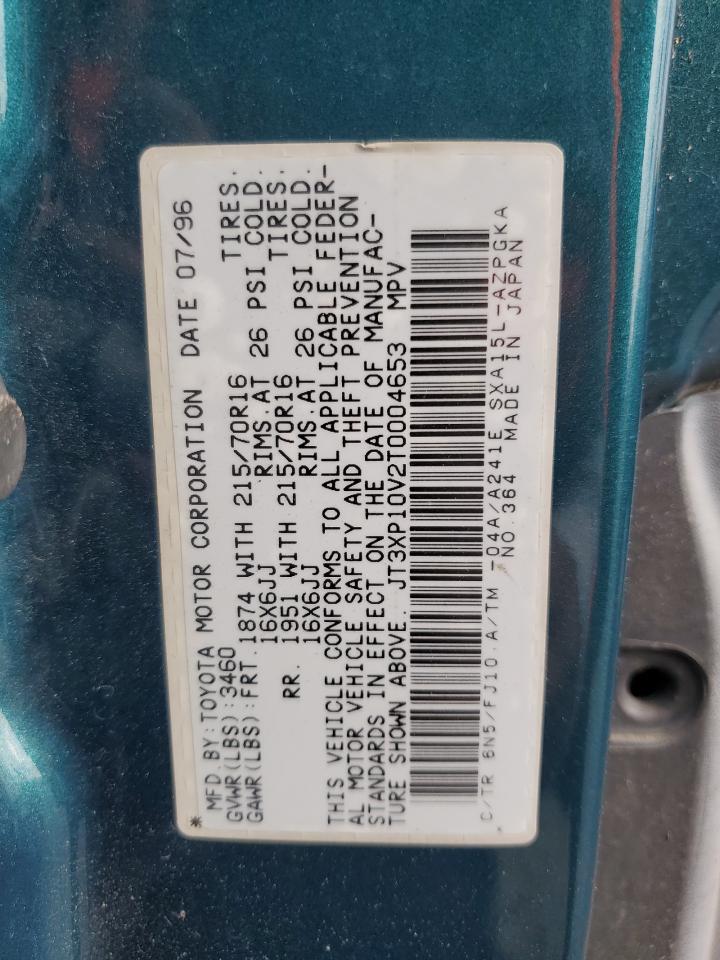 * MFD.BY:TOYOTA MOTOR CORPORATION DATE 07/96
GVWR(LBS):3460
GAWR(LBS):FRT.1874 WITH 215/70R16 TIRES.
16X6JJ RIMS.AT 26 PSI COLD.
RR. 1951 WITH 215/70R16 TIRES.
16X6JJ RIMS.AT 26 PSI COLD.
THIS VEHICLE CONFORMS TO ALL APPLICABLE FEDER-
AL MOTOR VEHICLE SAFETY AND THEFT PREVENTION
STANDARDS IN EFFECT ON THE DATE OF MANUFAC-
TURE SHOWN ABOVE. JT3XP10V2T0004653 MPV
C/TR 6N5/FJ10.A/TM -04A/A241E SXA15L-AZPGKA
NO.364 MADE IN JAPAN